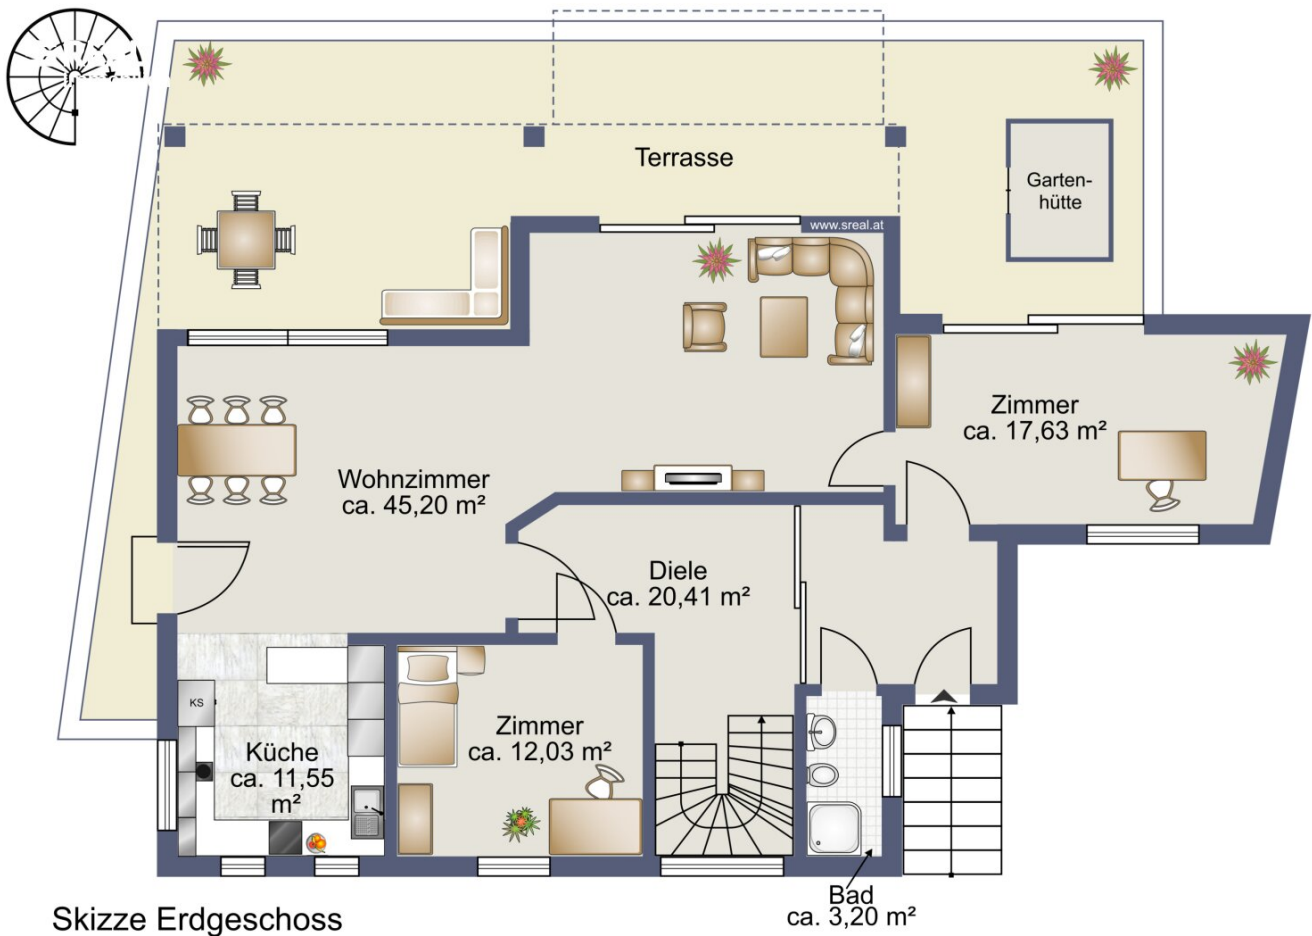 Terrasse
www.sreal.at
Garten-
hütte
Zimmer
ca. 17,63 m²
Wohnzimmer
ca. 45,20 m²
Diele
ca. 20,41 m²
KS
Küche
ca. 11,55
m²
Zimmer
ca. 12,03 m²
Bad
ca. 3,20 m²
Skizze Erdgeschoss